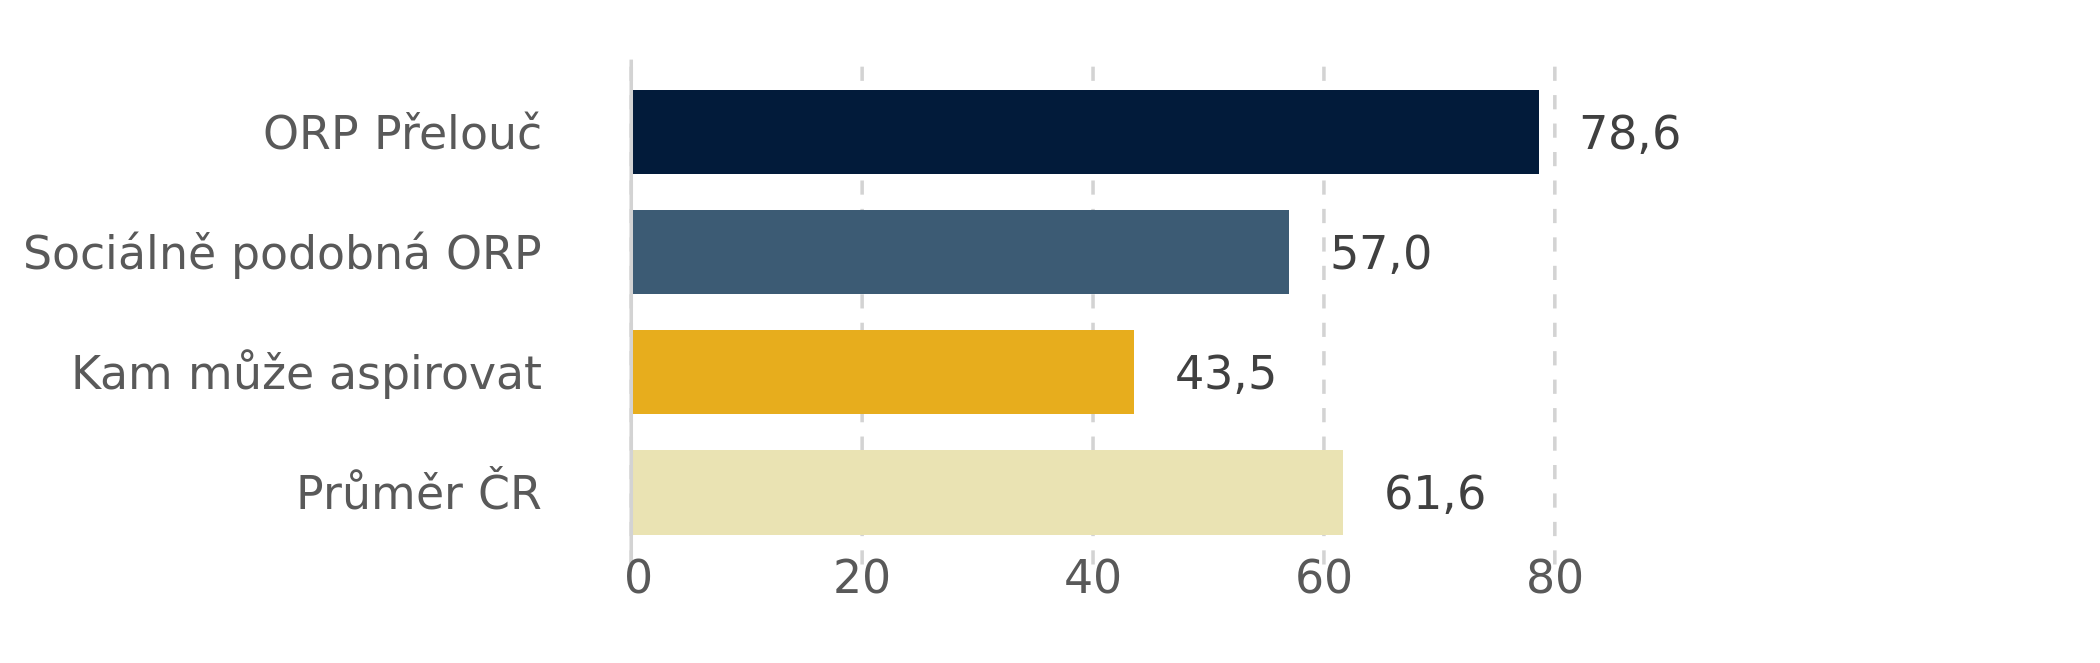 ORP Přelouč 78,6
Sociálně podobná ORP 57,0
Kam může aspirovat 43,5
Průměr ČR 61,6
0 20 40 60 80